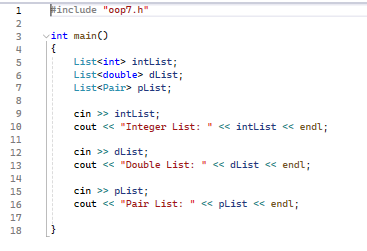 1 #include "oop7.h"
2
3 int main()
4 {
5 List<int> intList;
6 List<double> dList;
7 List<Pair> pList;
8
9 cin >> intList;
10 cout << "Integer List: " << intList << endl;
11
12 cin >> dList;
13 cout << "Double List: " << dList << endl;
14
15 cin >> pList;
16 cout << "Pair List: " << pList << endl;
17
18 }